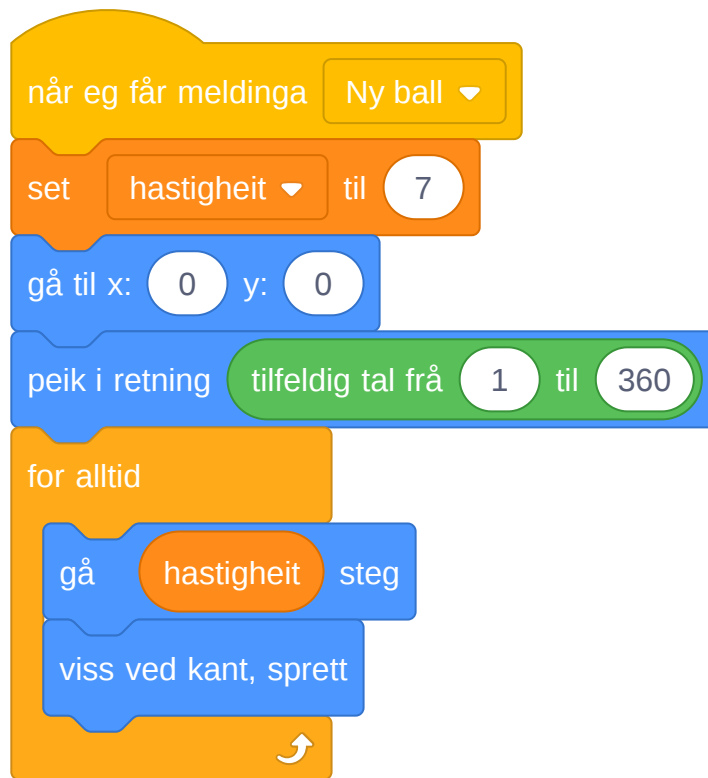 når eg får meldinga Ny ball
set hastigheit til 7
gå til x: 0 y: 0
peik i retning tilfeldig tal frå 1 til 360
for alltid
gå hastigheit steg
viss ved kant, sprett